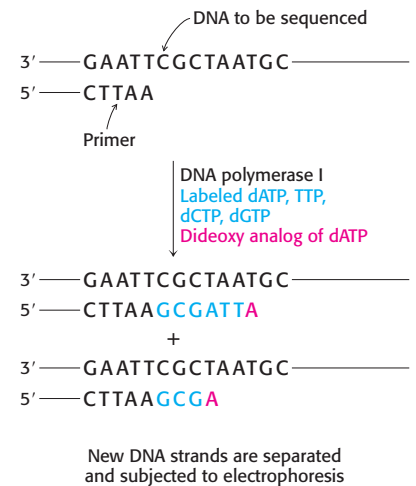 DNA to be sequenced
3′ GAATTCGCTAATGC
5′ CTTAA
Primer
DNA polymerase I
Labeled dATP, TTP,
dCTP, dGTP
Dideoxy analog of dATP
3′ GAATTCGCTAATGC
5′ CTTAAGCGATTA
+
3′ GAATTCGCTAATGC
5′ CTTAAGCGA
New DNA strands are separated
and subjected to electrophoresis